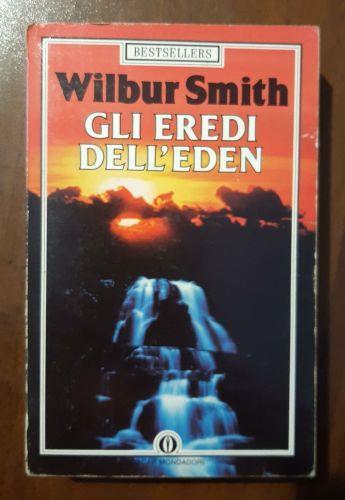 BESTSELLERS
Wilbur Smith
GLI EREDI
DELL'EDEN
MONDADORI